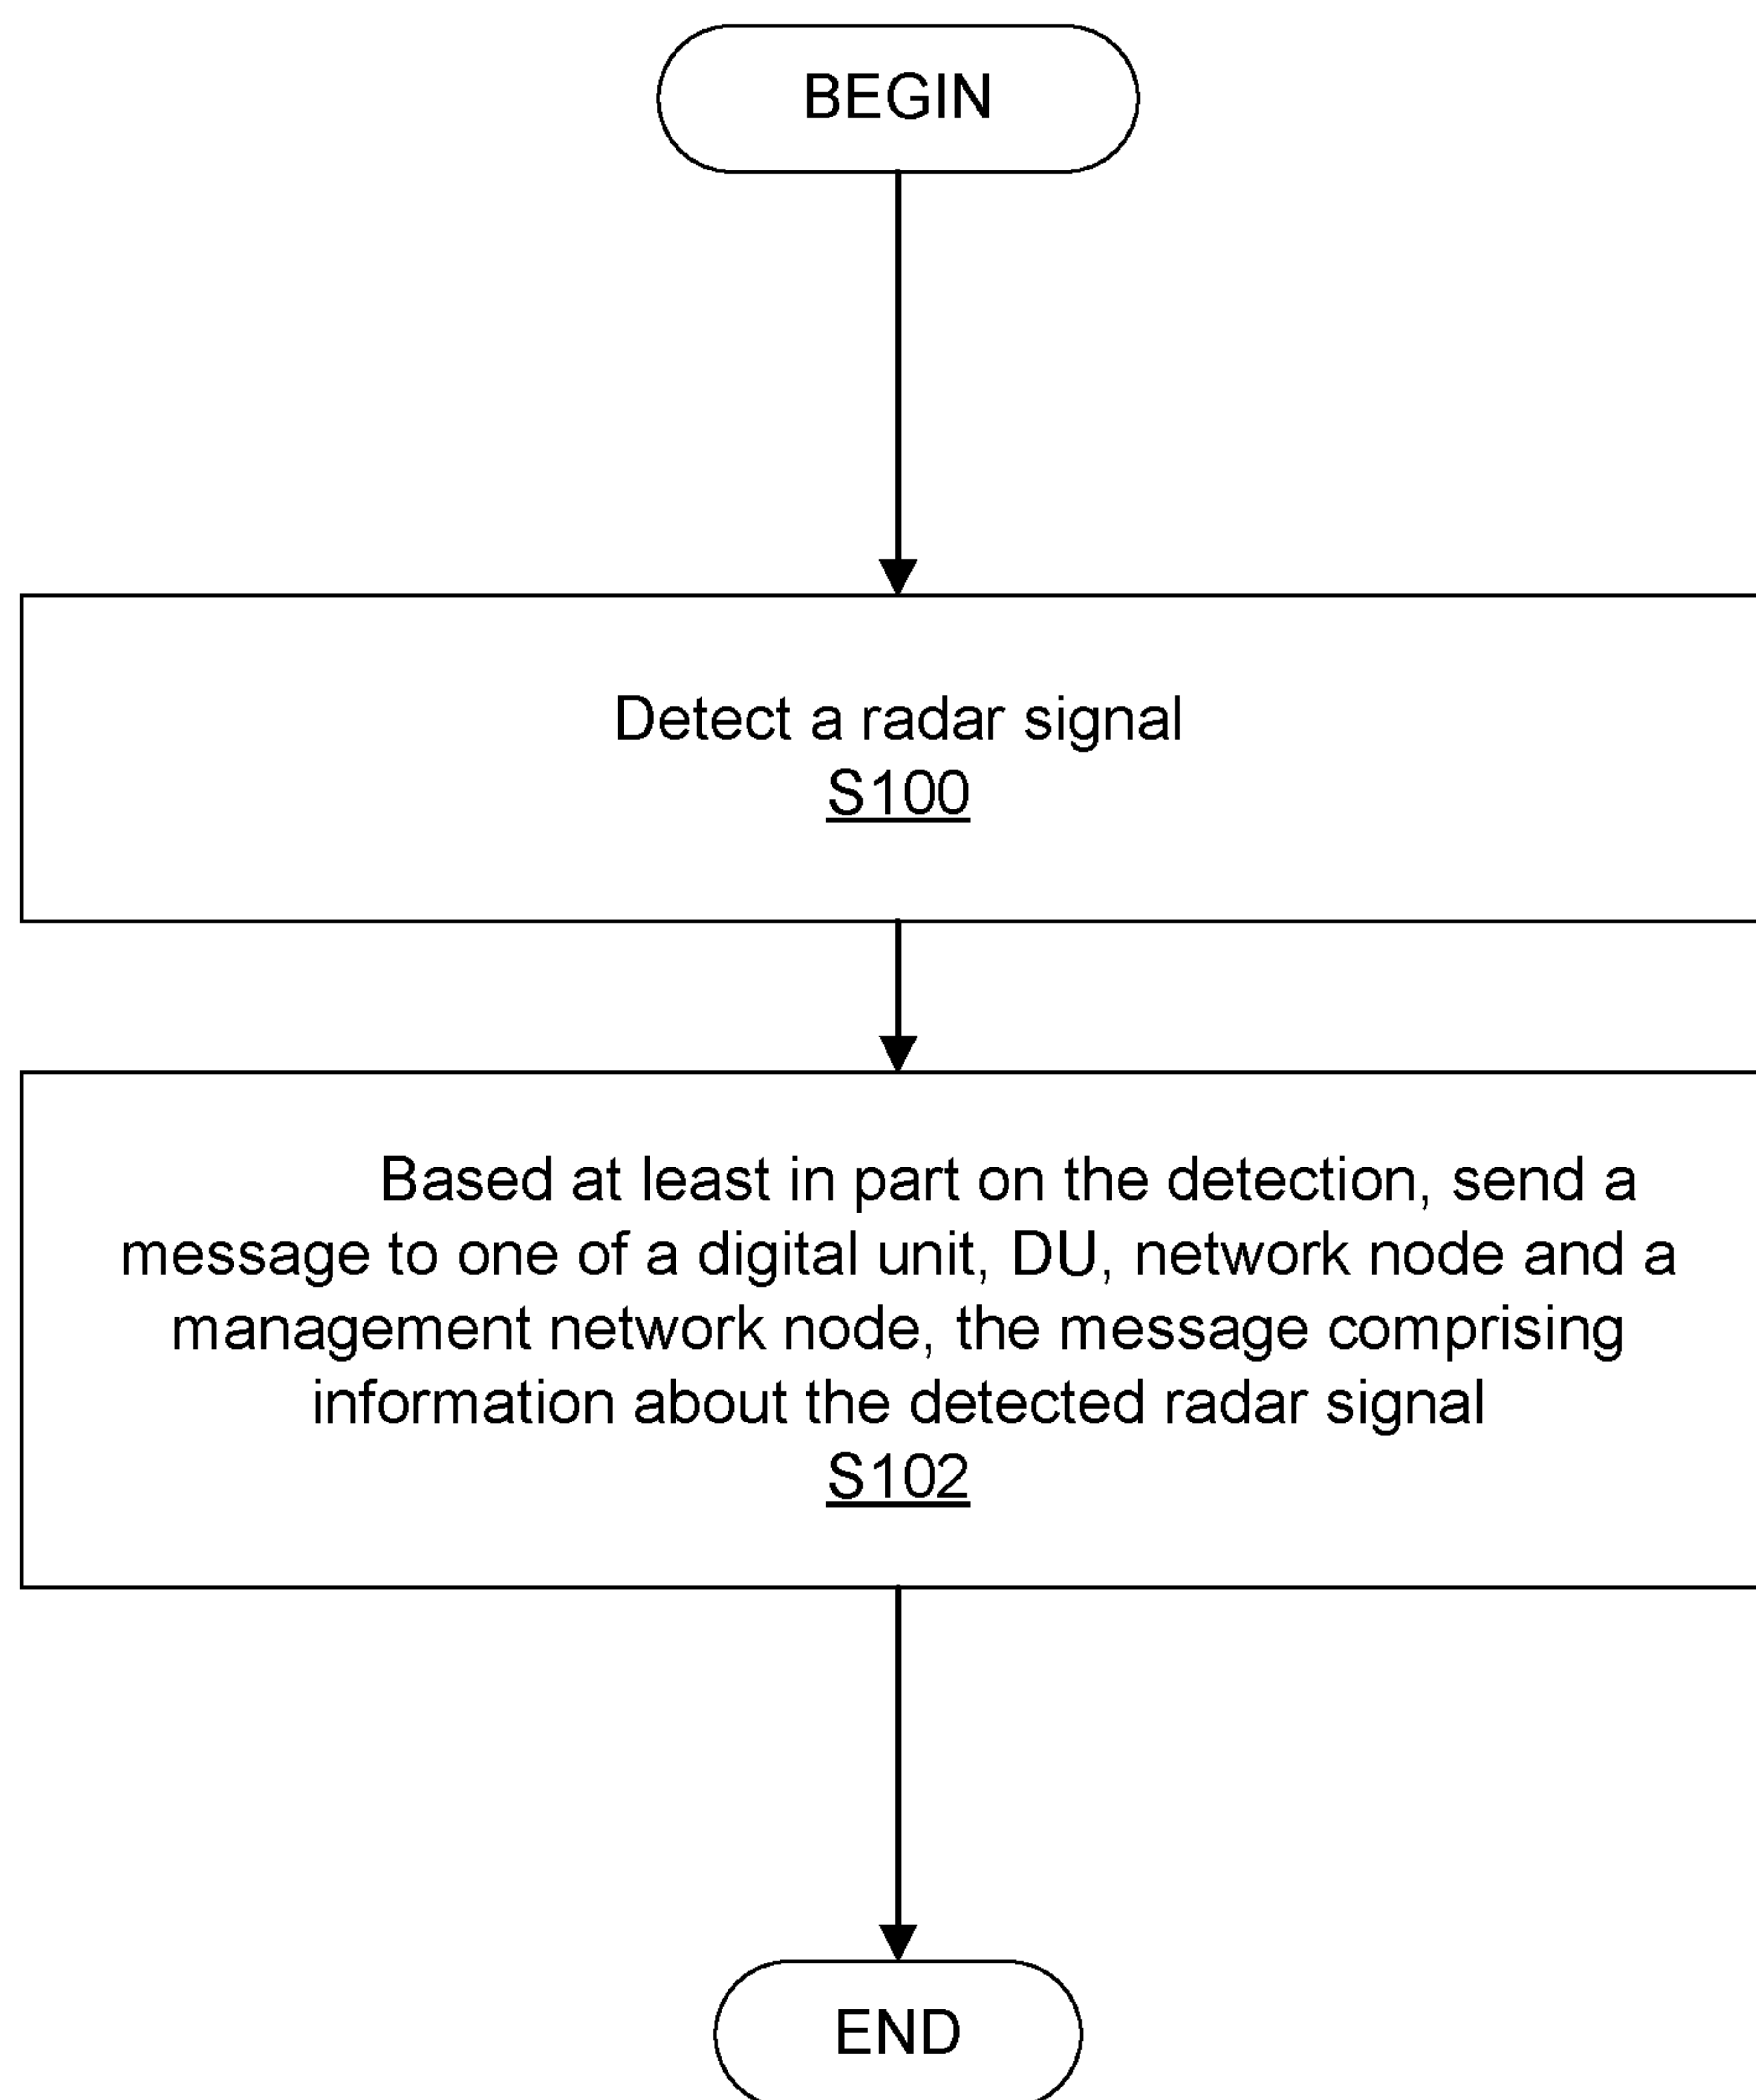 BEGIN
Detect a radar signal
S100
Based at least in part on the detection, send a
message to one of a digital unit, DU, network node and a
management network node, the message comprising
information about the detected radar signal
S102
END